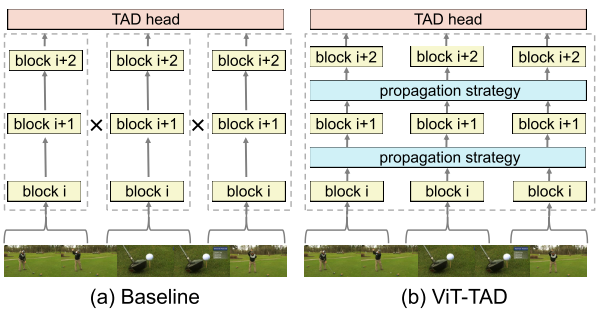 TAD head
block i+2 block i+2 block i+2
block i+1 × block i+1 × block i+1
block i block i block i
(a) Baseline
TAD head
block i+2 block i+2 block i+2
propagation strategy
block i+1 block i+1 block i+1
propagation strategy
block i block i block i
(b) ViT-TAD